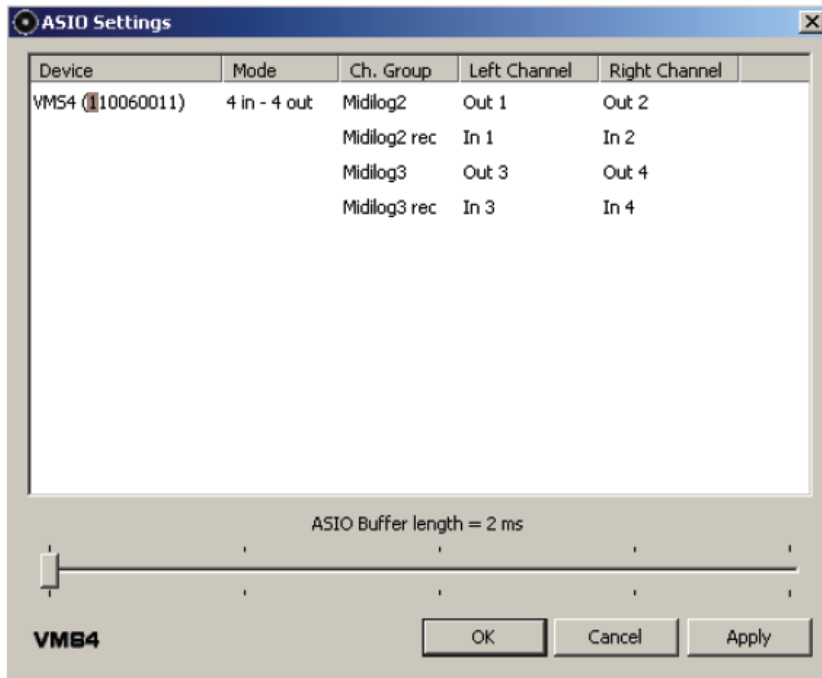 ASIO Settings
Device Mode Ch. Group Left Channel Right Channel
VMS4 (110060011) 4 in - 4 out Midilog2 Out 1 Out 2
Midilog2 rec In 1 In 2
Midilog3 Out 3 Out 4
Midilog3 rec In 3 In 4
ASIO Buffer length = 2 ms
VMS4 OK Cancel Apply